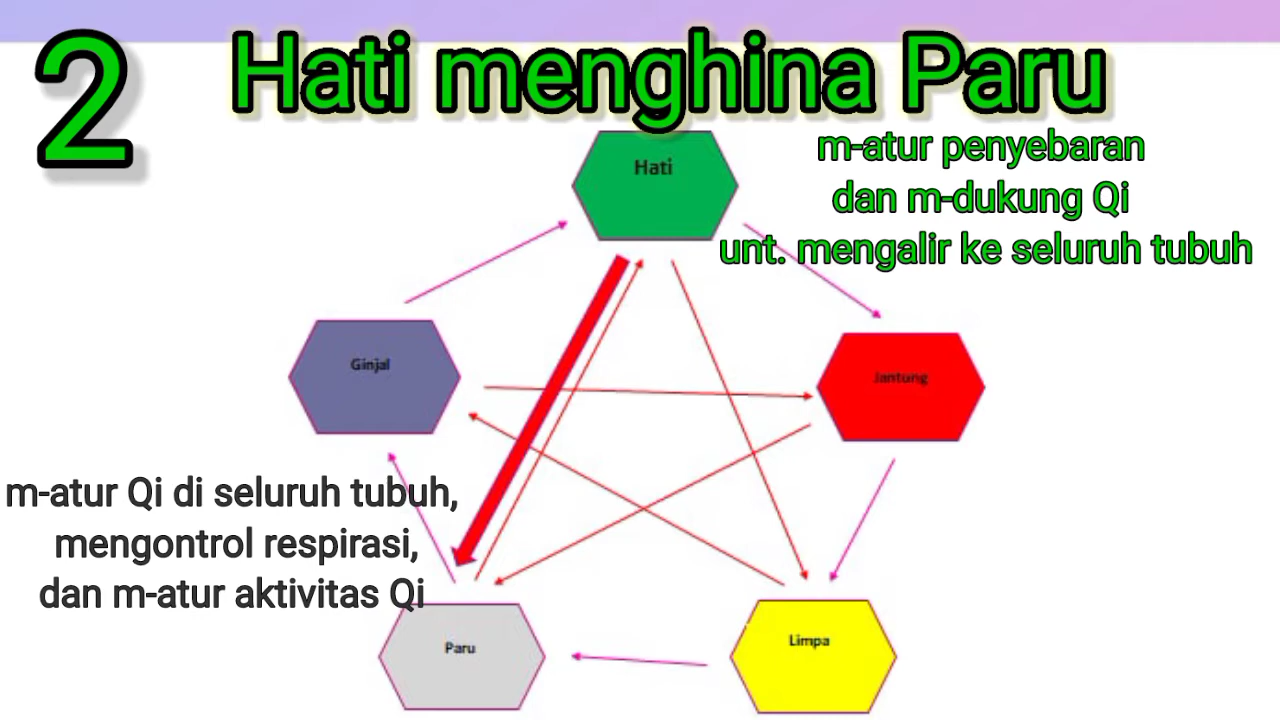 2
Hati menghina Paru
Hati
m-atur penyebaran
dan m-dukung Qi
unt. mengalir ke seluruh tubuh
Ginjal
Jantung
m-atur Qi di seluruh tubuh,
mengontrol respirasi,
dan m-atur aktivitas Qi
Paru
Limpa